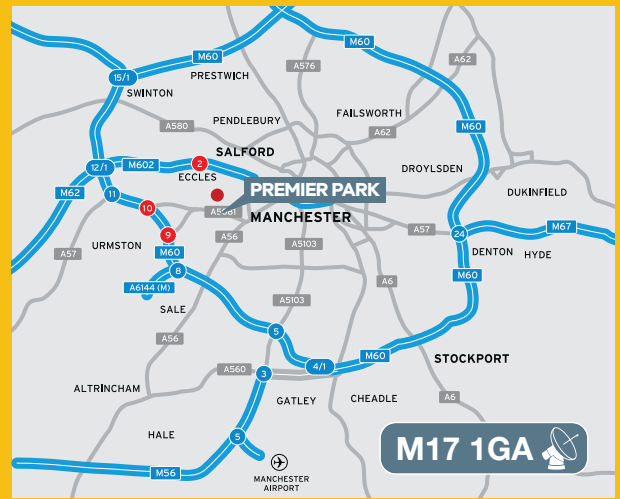 M60
M60
A576
A62
PRESTWICH
15/1
SWINTON
PENDLEBURY
FAILSWORTH
A580
A62
M60
SALFORD
12/1
M602
2
ECCLES
DROYLSDEN
M62
11
PREMIER PARK
DUKINFIELD
10
A5081
MANCHESTER
9
A56
A57
24
M67
URMSTON
A5103
DENTON
HYDE
A57
M60
8
M60
A6144 (M)
A6
SALE
A5103
5
A56
M60
STOCKPORT
A560
3
4/1
ALTRINCHAM
GATLEY
CHEADLE
A6
HALE
5
M17 1GA
M56
MANCHESTER
AIRPORT